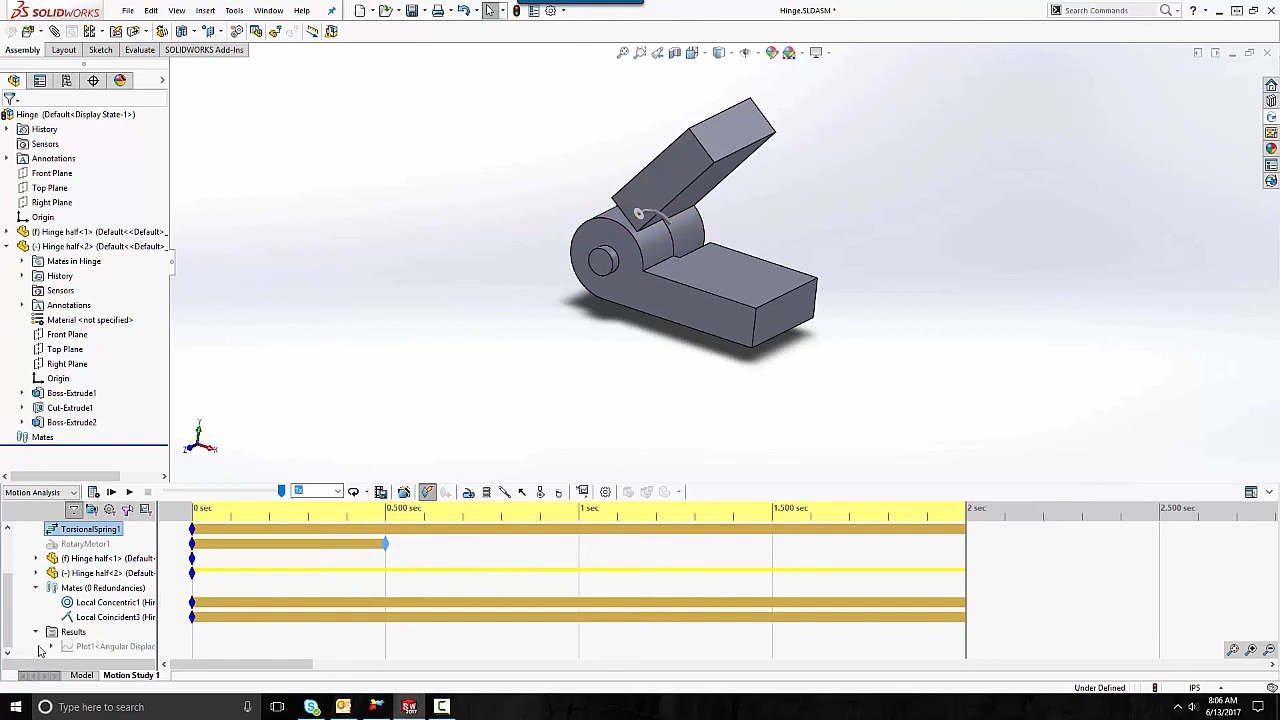 SOLIDWORKS
File Edit View Insert Tools Window Help
Hinge.SLDASM *
Search Commands
Assembly Layout Sketch Evaluate SOLIDWORKS Add-Ins
Hinge (Default<Display State-1>)
History
Sensors
Annotations
Front Plane
Top Plane
Right Plane
Origin
(f) Hinge half<1> (Default<<Default>
(-) Hinge half<2> (Default<<Default>
Mates in Hinge
History
Sensors
Annotations
Material <not specified>
Front Plane
Top Plane
Right Plane
Origin
Boss-Extrude1
Cut-Extrude1
Boss-Extrude2
Mates
Y
Z
X
Motion Analysis
1x
0 sec 0.500 sec 1 sec 1.500 sec 2 sec 2.500 sec
TorsionalSpring1
RotaryMotor1
(f) Hinge half<1> (Default
(-) Hinge half<2> (Default
Mates (0 Redundancies)
Local Concentric1 (Hin
Local Coincident3 (Hin
Results
Plot1<Angular Displac
Model Motion Study 1
Under Defined IPS
Type here to search
SW
2017
8:06 AM
6/13/2017